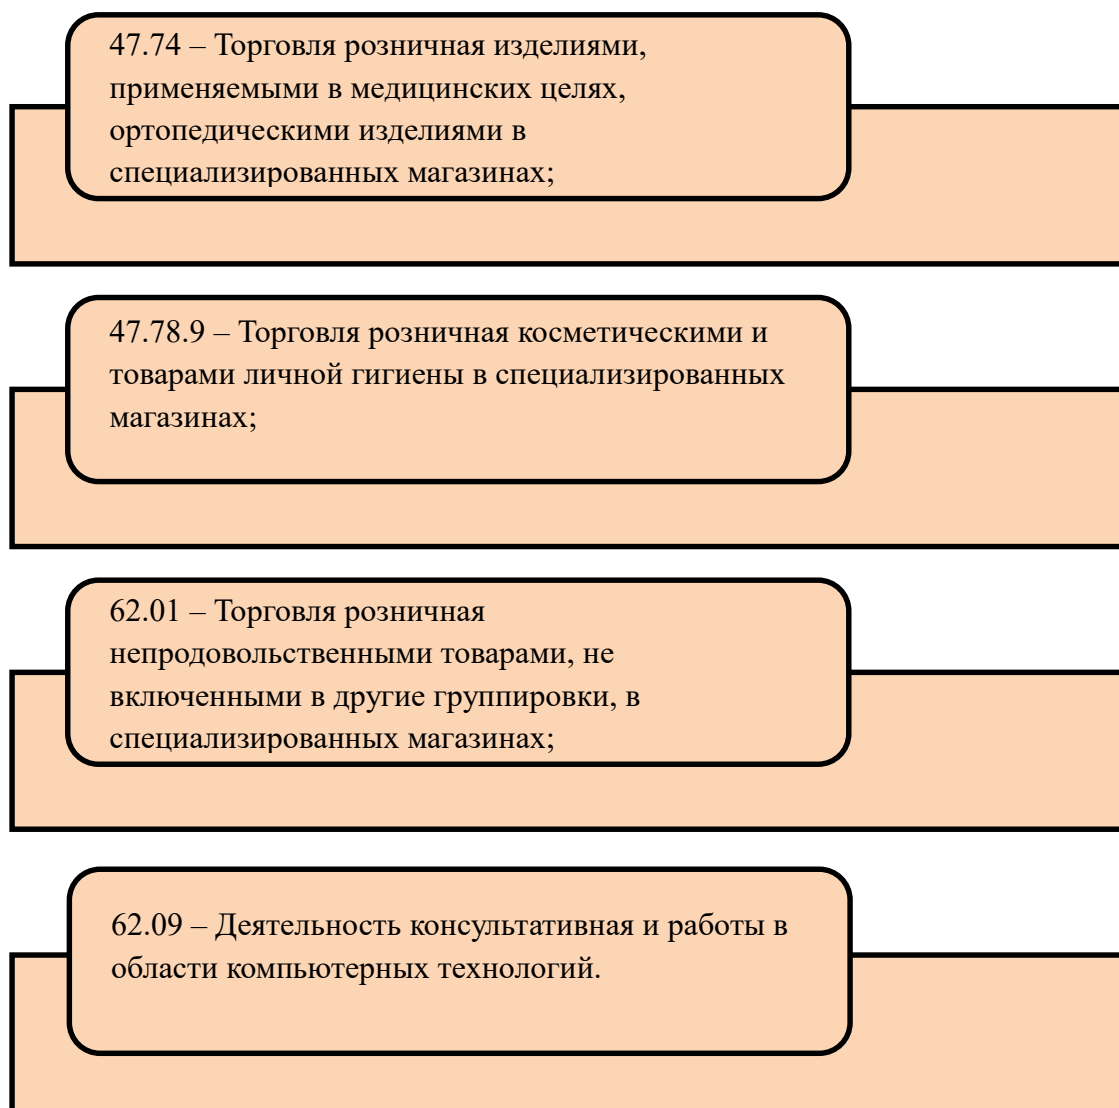 47.74 – Торговля розничная изделиями,
применяемыми в медицинских целях,
ортопедическими изделиями в
специализированных магазинах;
47.78.9 – Торговля розничная косметическими и
товарами личной гигиены в специализированных
магазинах;
62.01 – Торговля розничная
непродовольственными товарами, не
включенными в другие группировки, в
специализированных магазинах;
62.09 – Деятельность консультативная и работы в
области компьютерных технологий.